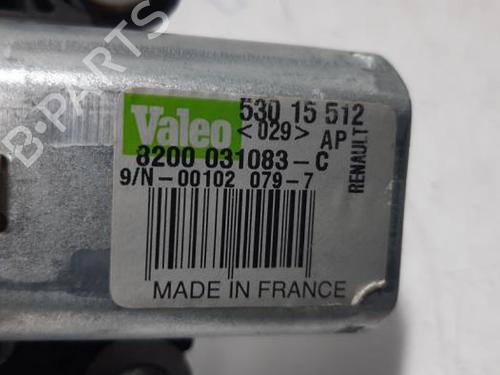 Valeo
530 15 512
<029> AP
RENAULT
8200 031083-C
9/N-00102 079-7
MADE IN FRANCE
B-PARTS